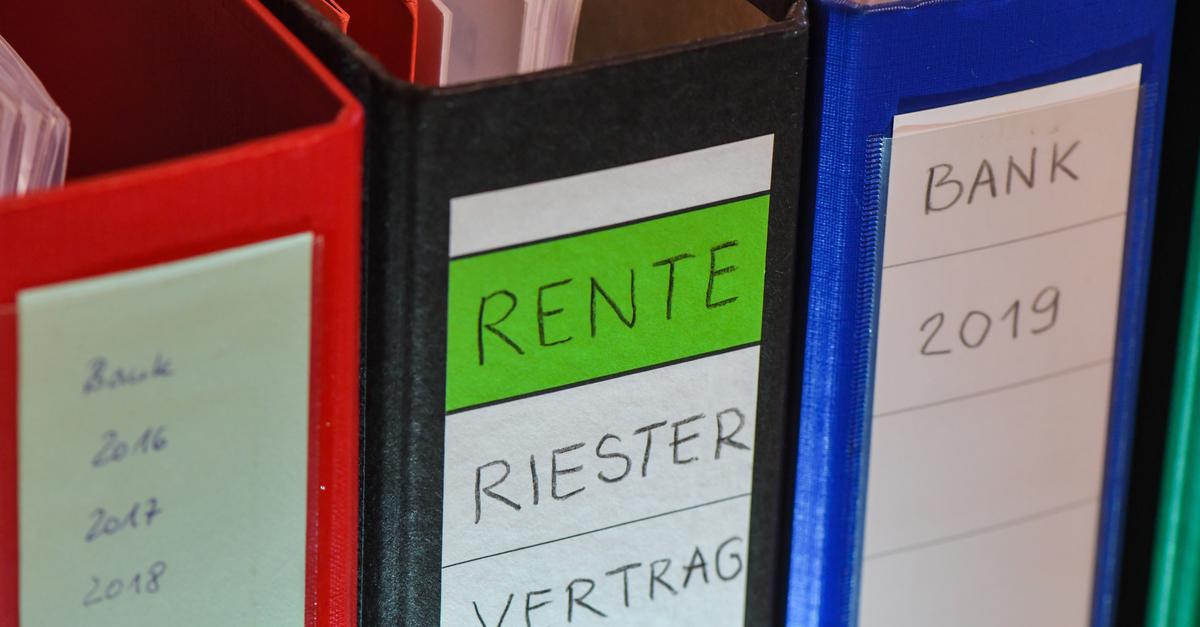 Bank
2016
2017
2018
RENTE
RIESTER
VERTRAG
BANK
2019